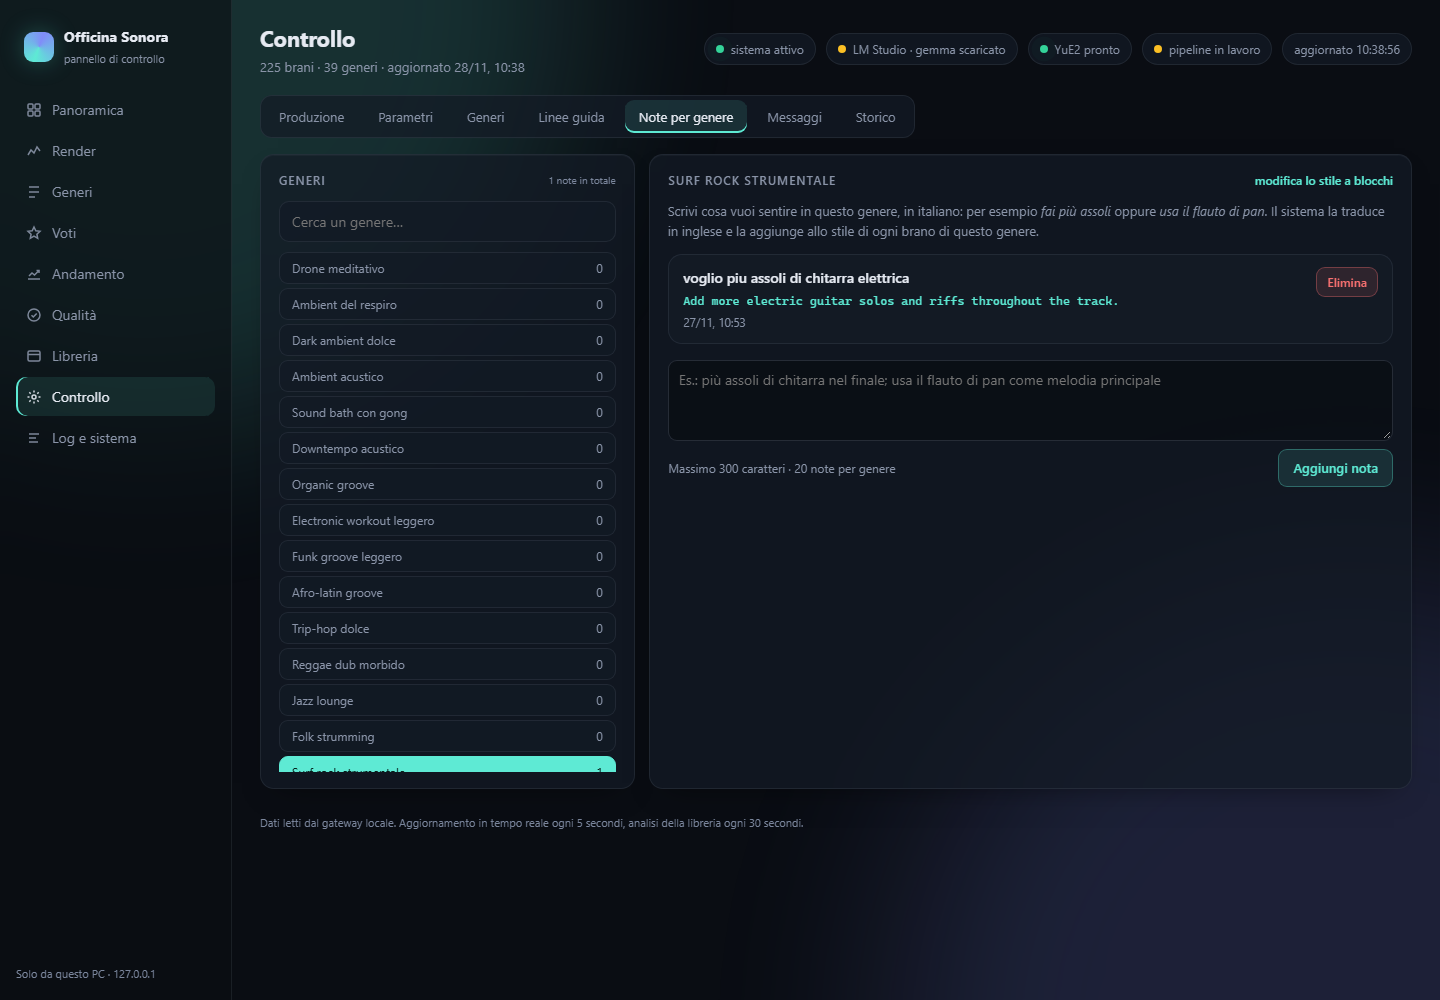 Officina Sonora
pannello di controllo
Panoramica
Render
Generi
Voti
Andamento
Qualità
Libreria
Controllo
Log e sistema
Solo da questo PC · 127.0.0.1
Controllo
225 brani · 39 generi · aggiornato 28/11, 10:38
sistema attivo
LM Studio · gemma scaricato
YuE2 pronto
pipeline in lavoro
aggiornato 10:38:56
Produzione
Parametri
Generi
Linee guida
Note per genere
Messaggi
Storico
GENERI
1 note in totale
Cerca un genere...
Drone meditativo 0
Ambient del respiro 0
Dark ambient dolce 0
Ambient acustico 0
Sound bath con gong 0
Downtempo acustico 0
Organic groove 0
Electronic workout leggero 0
Funk groove leggero 0
Afro-latin groove 0
Trip-hop dolce 0
Reggae dub morbido 0
Jazz lounge 0
Folk strumming 0
Surf rock strumentale 1
SURF ROCK STRUMENTALE
modifica lo stile a blocchi
Scrivi cosa vuoi sentire in questo genere, in italiano: per esempio fai più assoli oppure usa il flauto di pan. Il sistema la traduce
in inglese e la aggiunge allo stile di ogni brano di questo genere.
voglio piu assoli di chitarra elettrica
Elimina
Add more electric guitar solos and riffs throughout the track.
27/11, 10:53
Es.: più assoli di chitarra nel finale; usa il flauto di pan come melodia principale
Massimo 300 caratteri · 20 note per genere
Aggiungi nota
Dati letti dal gateway locale. Aggiornamento in tempo reale ogni 5 secondi, analisi della libreria ogni 30 secondi.